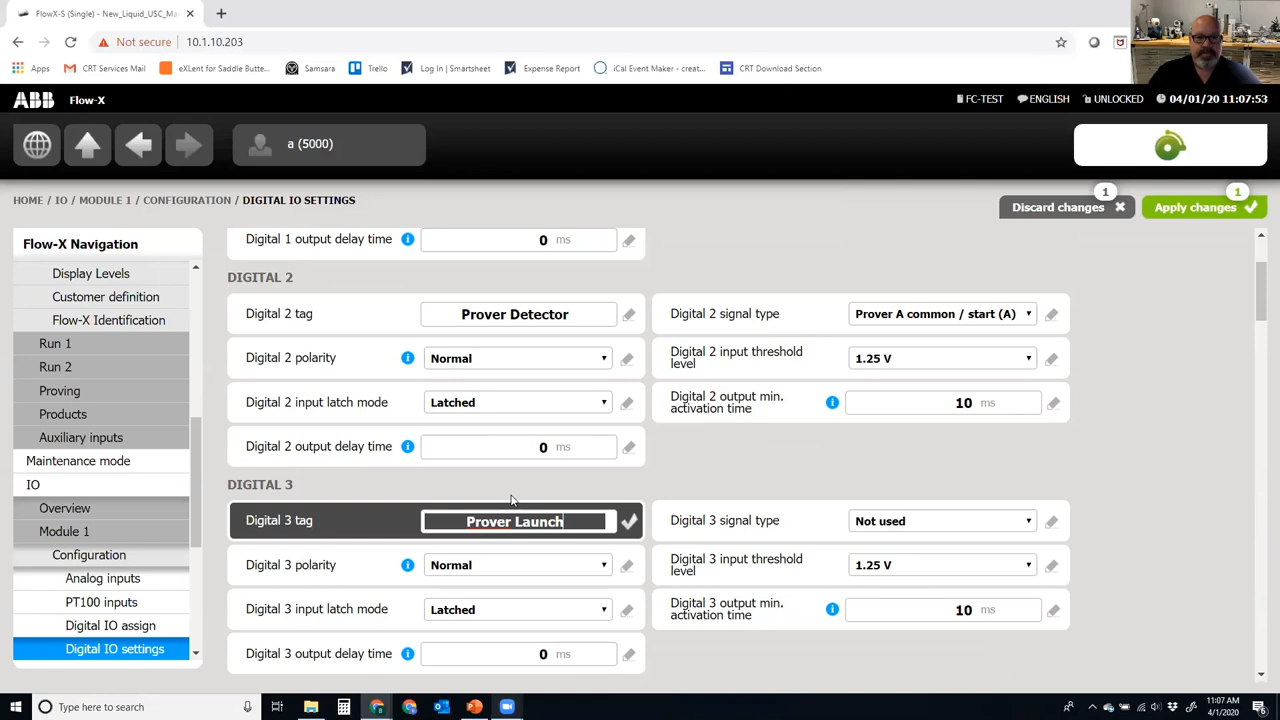 FlowX-S (Single) - New_Liquid_USC_Ma
Not secure 10.1.10.203
Apps CRT Services Mail eXLent for Saddle Butte... Samsara Trello Log In | Smartsheet Expense Report iCal Event Maker - creat... CRT Download Section
ABB Flow-X
FC-TEST ENGLISH UNLOCKED 04/01/20 11:07:53
a (5000)
HOME / IO / MODULE 1 / CONFIGURATION / DIGITAL IO SETTINGS
1 1
Discard changes Apply changes
Flow-X Navigation
Display Levels
Customer definition
Flow-X Identification
Run 1
Run 2
Proving
Products
Auxiliary inputs
Maintenance mode
IO
Overview
Module 1
Configuration
Analog inputs
PT100 inputs
Digital IO assign
Digital IO settings
Digital 1 output delay time 0 ms
DIGITAL 2
Digital 2 tag Prover Detector Digital 2 signal type Prover A common / start (A)
Digital 2 polarity Normal Digital 2 input threshold level 1.25 V
Digital 2 input latch mode Latched Digital 2 output min. activation time 10 ms
Digital 2 output delay time 0 ms
DIGITAL 3
Digital 3 tag Prover Launch Digital 3 signal type Not used
Digital 3 polarity Normal Digital 3 input threshold level 1.25 V
Digital 3 input latch mode Latched Digital 3 output min. activation time 10 ms
Digital 3 output delay time 0 ms
Type here to search
11:07 AM
4/1/2020